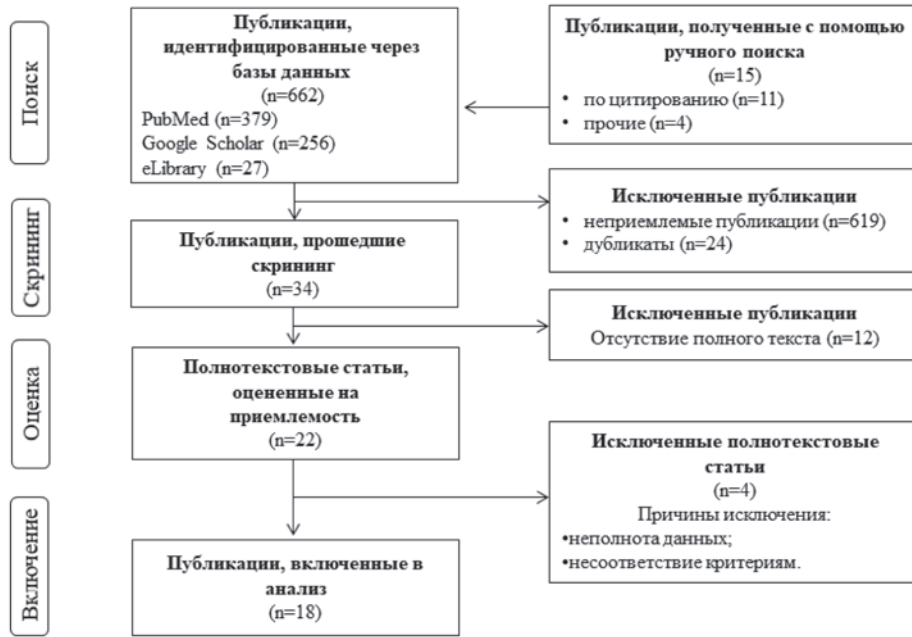 Поиск
Публикации,
идентифицированные через
базы данных
(n=662)
PubMed (n=379)
Google Scholar (n=256)
eLibrary (n=27)
Публикации, полученные с помощью
ручного поиска
(n=15)
• по цитированию (n=11)
• прочие (n=4)
Скрининг
Публикации, прошедшие
скрининг
(n=34)
Исключенные публикации
• неприемлемые публикации (n=619)
• дубликаты (n=24)
Исключенные публикации
Отсутствие полного текста (n=12)
Оценка
Полнотекстовые статьи,
оцененные на
приемлемость
(n=22)
Исключенные полнотекстовые
статьи
(n=4)
Причины исключения:
•неполнота данных;
•несоответствие критериям.
Включение
Публикации, включенные в
анализ
(n=18)